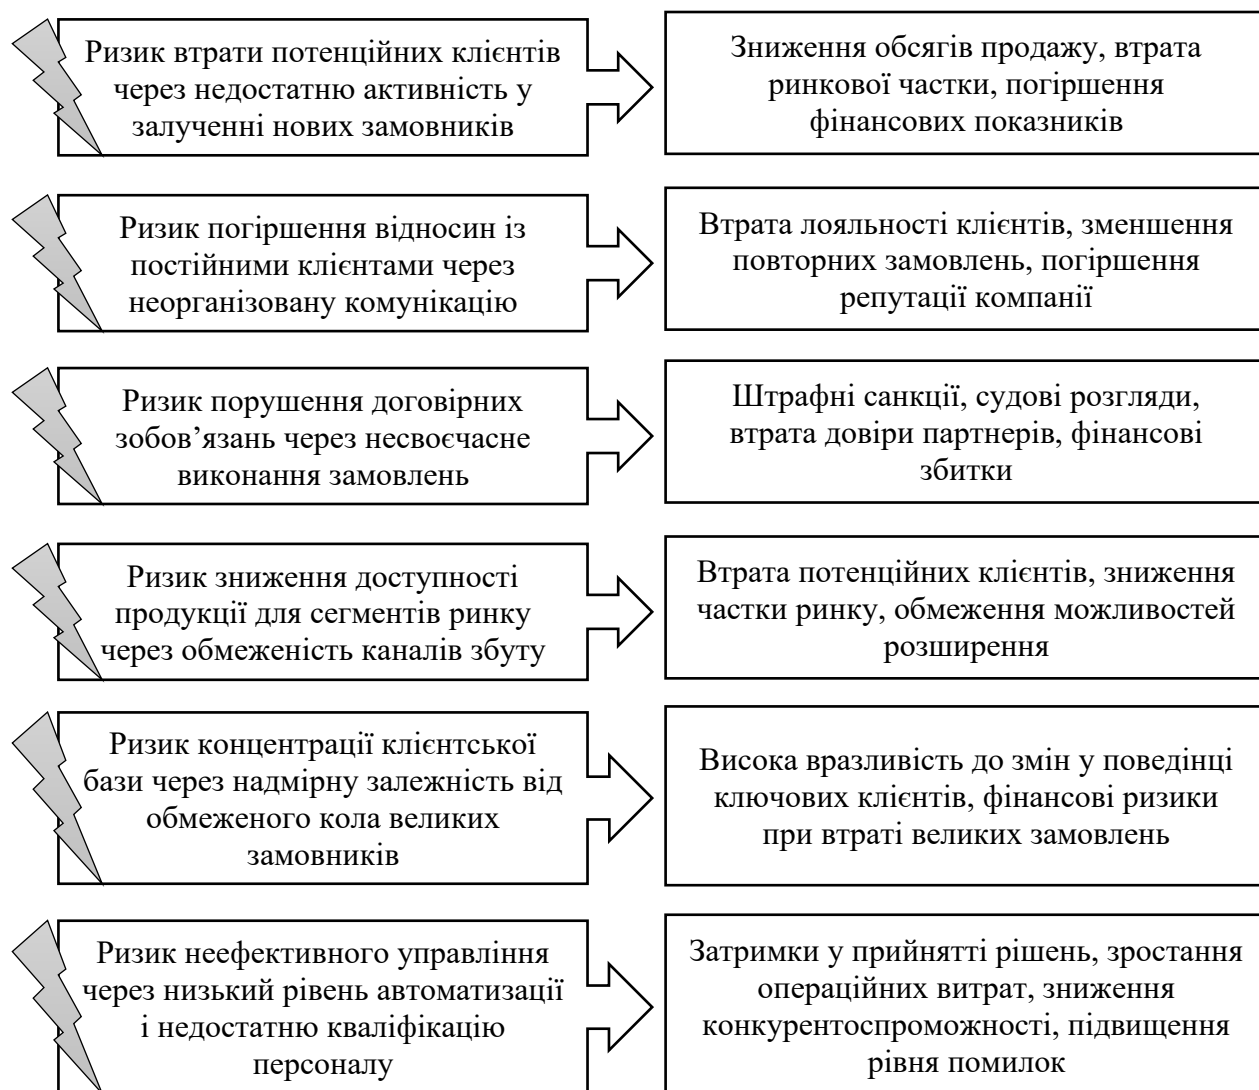 Ризик втрати потенційних клієнтів
через недостатню активність у
залученні нових замовників
Зниження обсягів продажу, втрата
ринкової частки, погіршення
фінансових показників
Ризик погіршення відносин із
постійними клієнтами через
неорганізовану комунікацію
Втрата лояльності клієнтів, зменшення
повторних замовлень, погіршення
репутації компанії
Ризик порушення договірних
зобов’язань через несвоєчасне
виконання замовлень
Штрафні санкції, судові розгляди,
втрата довіри партнерів, фінансові
збитки
Ризик зниження доступності
продукції для сегментів ринку
через обмеженість каналів збуту
Втрата потенційних клієнтів, зниження
частки ринку, обмеження можливостей
розширення
Ризик концентрації клієнтської
бази через надмірну залежність від
обмеженого кола великих
замовників
Висока вразливість до змін у поведінці
ключових клієнтів, фінансові ризики
при втраті великих замовлень
Ризик неефективного управління
через низький рівень автоматизації
і недостатню кваліфікацію
персоналу
Затримки у прийнятті рішень, зростання
операційних витрат, зниження
конкурентоспроможності, підвищення
рівня помилок